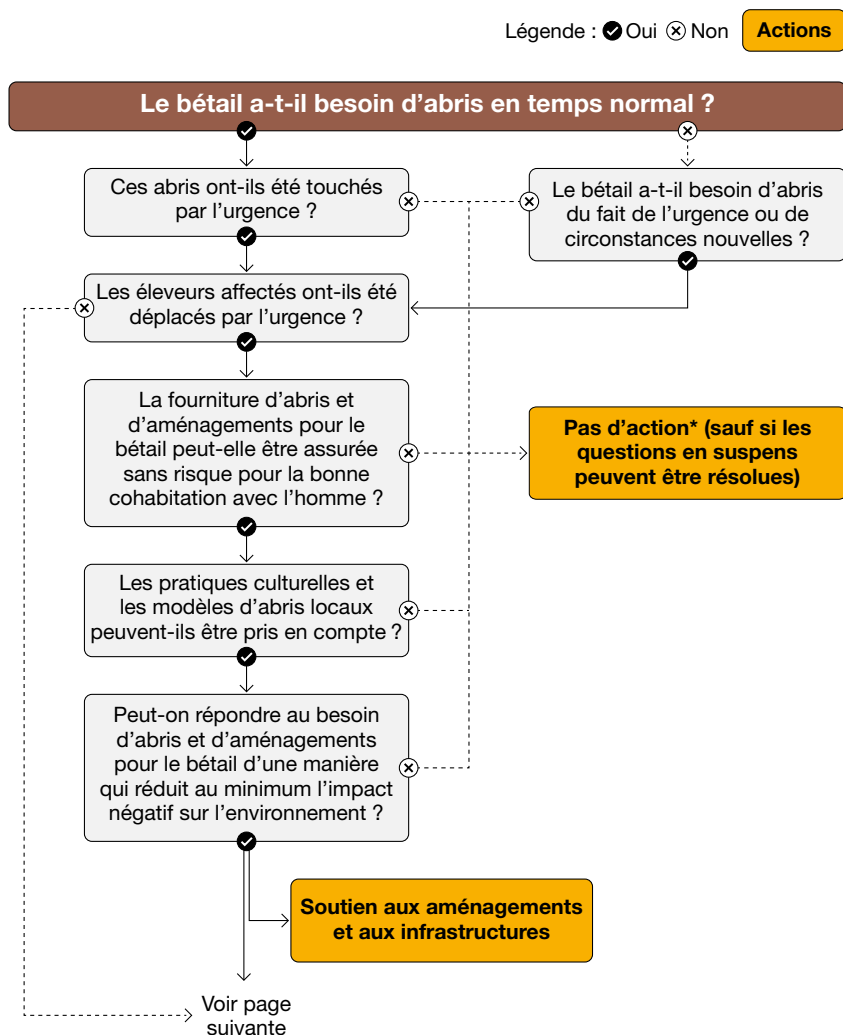 Légende : Oui Non Actions
Le bétail a-t-il besoin d'abris en temps normal ?
Ces abris ont-ils été touchés
par l'urgence ?
Le bétail a-t-il besoin d'abris
du fait de l'urgence ou de
circonstances nouvelles ?
Les éleveurs affectés ont-ils été
déplacés par l'urgence ?
La fourniture d'abris et
d'aménagements pour le
bétail peut-elle être assurée
sans risque pour la bonne
cohabitation avec l'homme ?
Pas d'action* (sauf si les
questions en suspens
peuvent être résolues)
Les pratiques culturelles et
les modèles d'abris locaux
peuvent-ils être pris en compte ?
Peut-on répondre au besoin
d'abris et d'aménagements
pour le bétail d'une manière
qui réduit au minimum l'impact
négatif sur l'environnement ?
Soutien aux aménagements
et aux infrastructures
Voir page
suivante